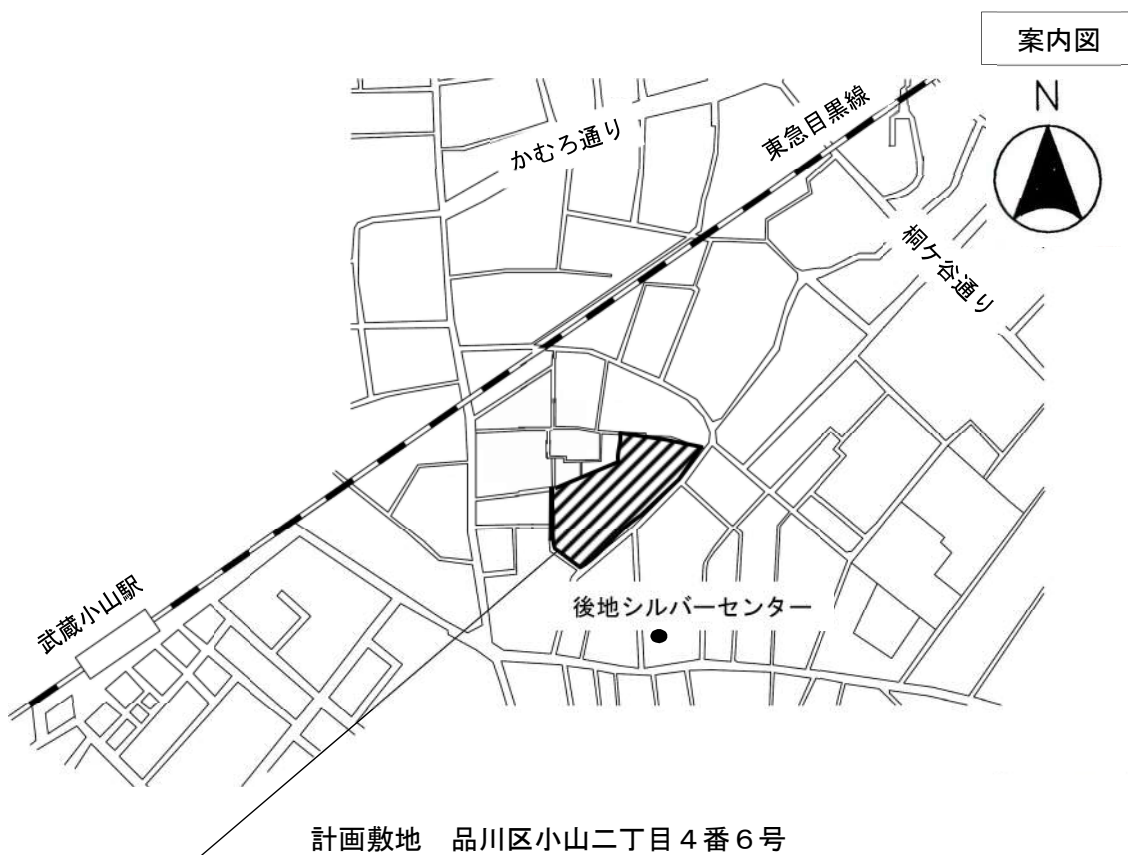 案内図
N
かむろ通り
東急目黒線
桐ケ谷通り
武蔵小山駅
後地シルバーセンター
計画敷地　品川区小山二丁目４番６号